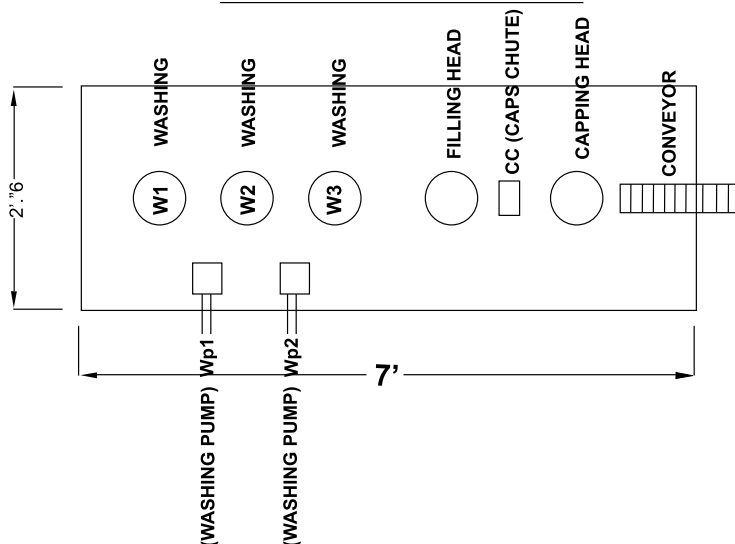 WASHING
WASHING
WASHING
FILLING HEAD
CC (CAPS CHUTE)
CAPPING HEAD
CONVEYOR
2'."6
W1
W2
W3
7’
(WASHING PUMP) Wp1
(WASHING PUMP) Wp2